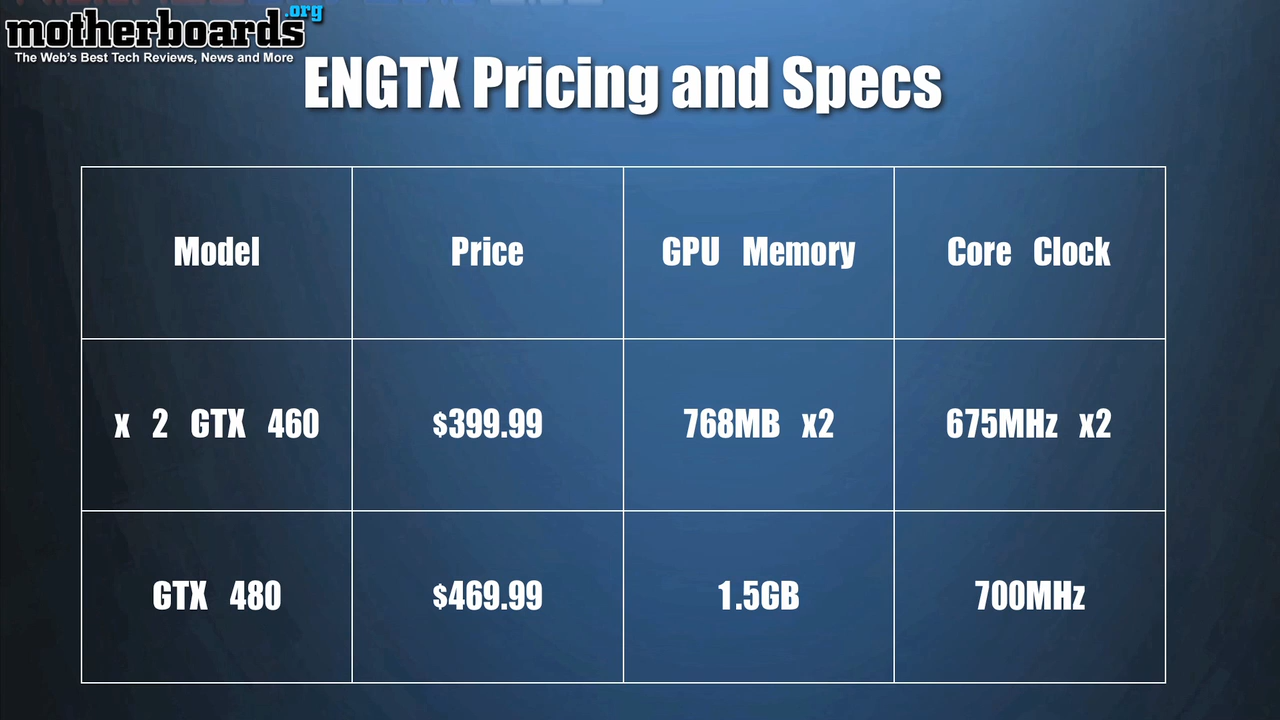 motherboards.org
The Web's Best Tech Reviews, News and More
ENGTX Pricing and Specs
Model Price GPU Memory Core Clock
x 2 GTX 460 $399.99 768MB x2 675MHz x2
GTX 480 $469.99 1.5GB 700MHz